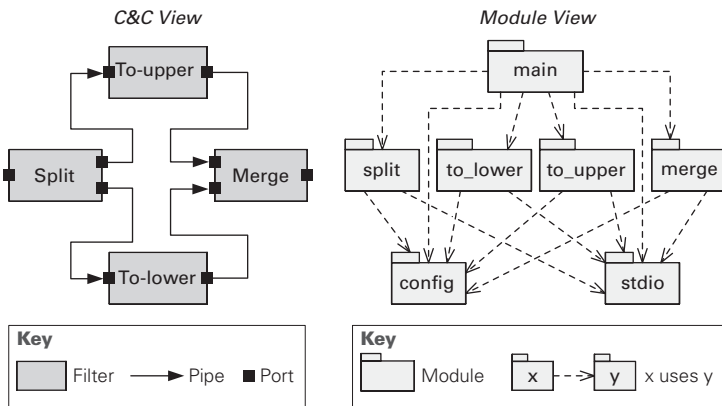 C&C View
To-upper
Split
Merge
To-lower
Key
Filter
Pipe
Port
Module View
main
split
to_lower
to_upper
merge
config
stdio
Key
Module
x
y
x uses y